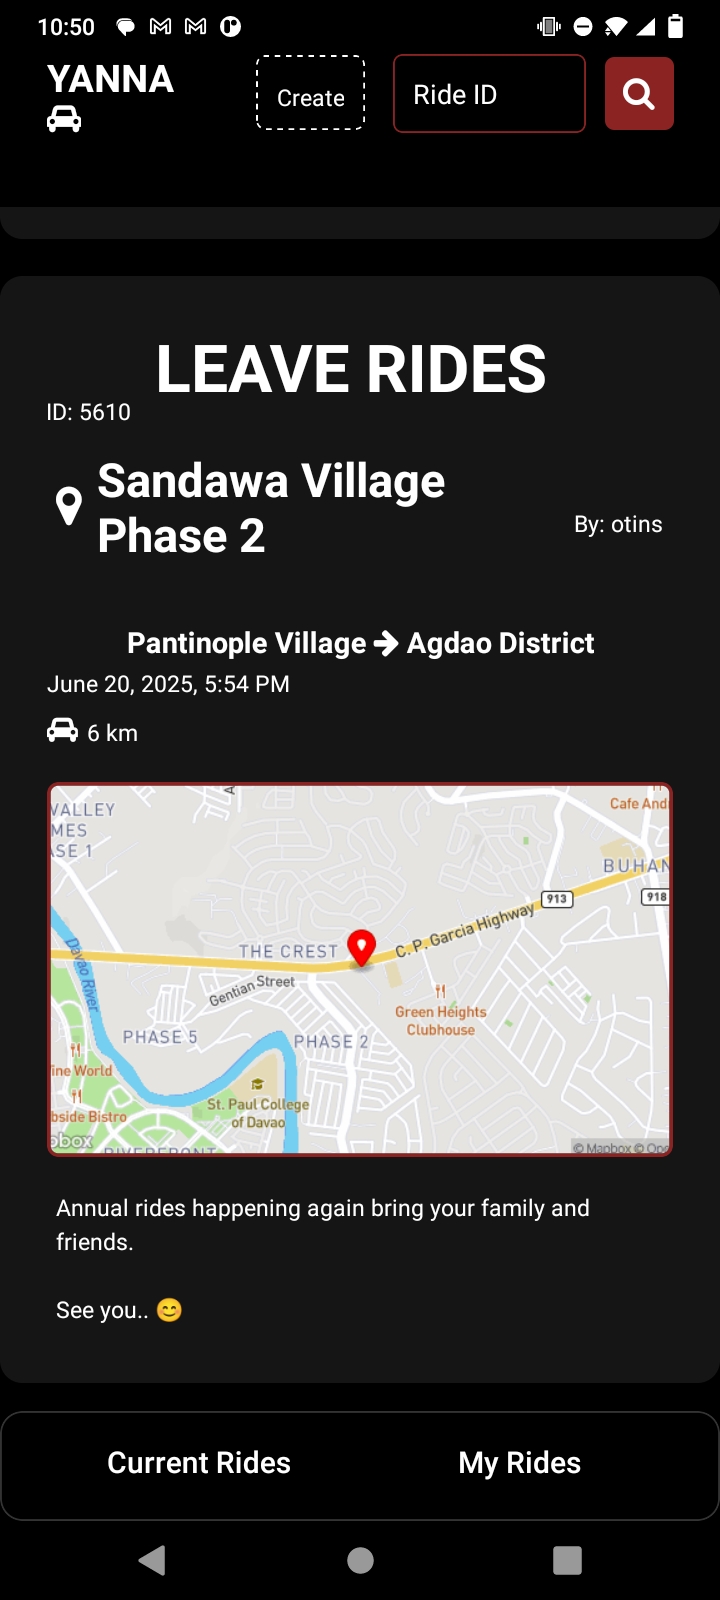 10:50
YANNA
Create
Ride ID
LEAVE RIDES
ID: 5610
Sandawa Village
Phase 2
By: otins
Pantinople Village → Agdao District
June 20, 2025, 5:54 PM
6 km
VALLEY
MES
ASE 1
A
Cafe And
BUHAN
913
918
C. P. Garcia Highway
THE CREST
Davao River
Gentian Street
Green Heights
Clubhouse
PHASE 5
PHASE 2
ine World
St. Paul College
of Davao
bside Bistro
RIVERFRONT
obox
© Mapbox © Ope
Annual rides happening again bring your family and
friends.
See you.. 😊
Current Rides
My Rides